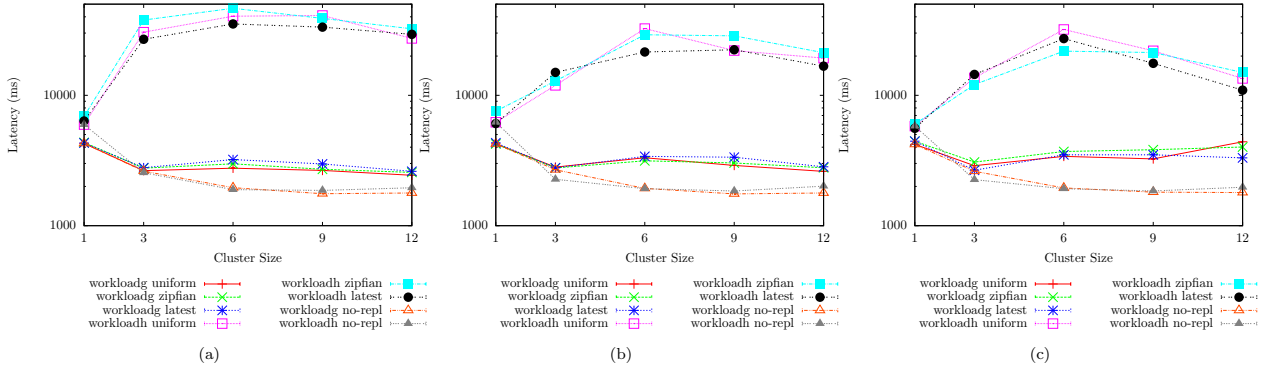 Latency (ms)
10000
1000
1
3
6
9
12
Cluster Size
workloadg uniform
workloadg zipfian
workloadg latest
workloadh uniform
workloadh zipfian
workloadh latest
workloadg no-repl
workloadh no-repl
(a)
Latency (ms)
10000
1000
1
3
6
9
12
Cluster Size
workloadg uniform
workloadg zipfian
workloadg latest
workloadh uniform
workloadh zipfian
workloadh latest
workloadg no-repl
workloadh no-repl
(b)
Latency (ms)
10000
1000
1
3
6
9
12
Cluster Size
workloadg uniform
workloadg zipfian
workloadg latest
workloadh uniform
workloadh zipfian
workloadh latest
workloadg no-repl
workloadh no-repl
(c)